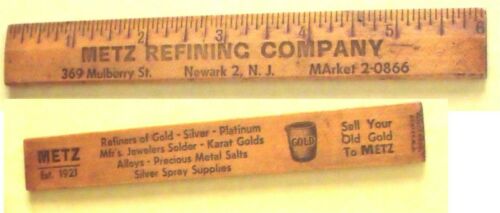 1 2 3 4 5 6
METZ REFINING COMPANY
369 Mulberry St. Newark 2, N. J. MArket 2-0866
METZ
Est. 1921
Refiners of Gold - Silver - Platinum
Mfr's. Jewelers Solder - Karat Golds
Alloys - Precious Metal Salts
Silver Spray Supplies
GOLD
Sell Your
Old Gold
To METZ